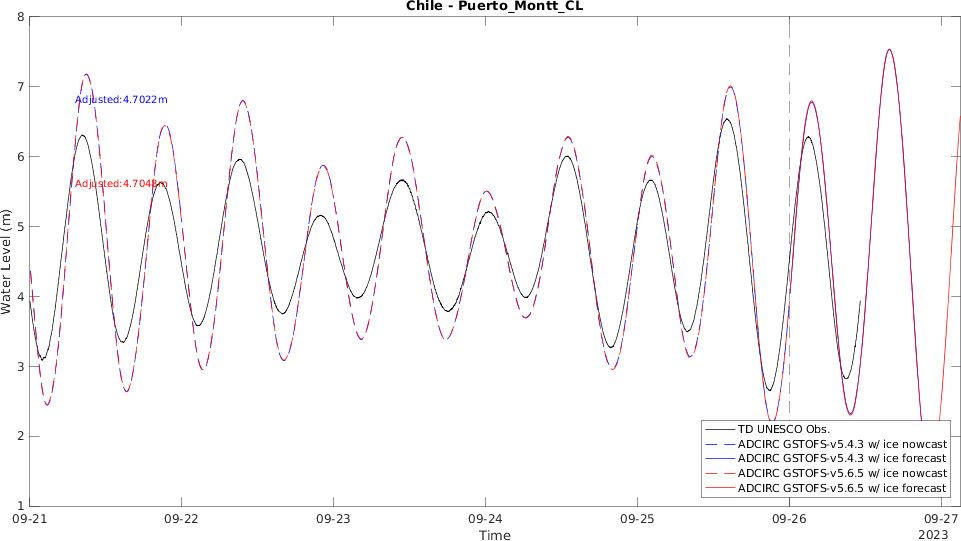 Chile - Puerto_Montt_CL
8
7
6
5
4
3
2
1
Water Level (m)
Adjusted:4.7022m
Adjusted:4.7048m
TD UNESCO Obs.
ADCIRC GSTOFS-v5.4.3 w/ ice nowcast
ADCIRC GSTOFS-v5.4.3 w/ ice forecast
ADCIRC GSTOFS-v5.6.5 w/ ice nowcast
ADCIRC GSTOFS-v5.6.5 w/ ice forecast
09-21
09-22
09-23
09-24
09-25
09-26
09-27
Time
2023